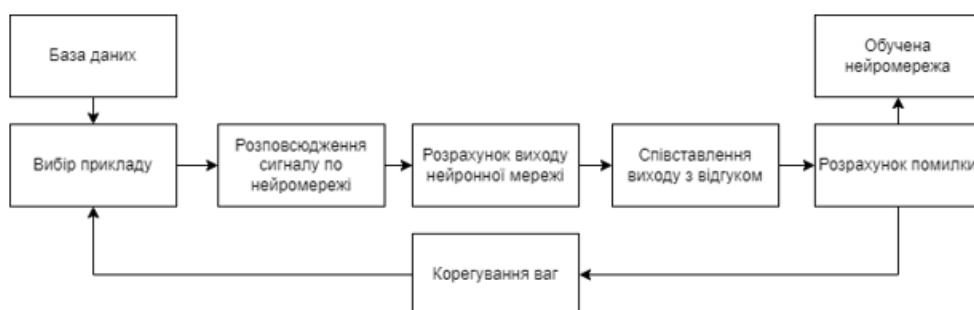 База даних
Обучена
нейромережа
Вибір прикладу
Розповсюдження
сигналу по
нейромережі
Розрахунок виходу
нейронної мережі
Співставлення
виходу з відгуком
Розрахунок помилки
Корегування ваг